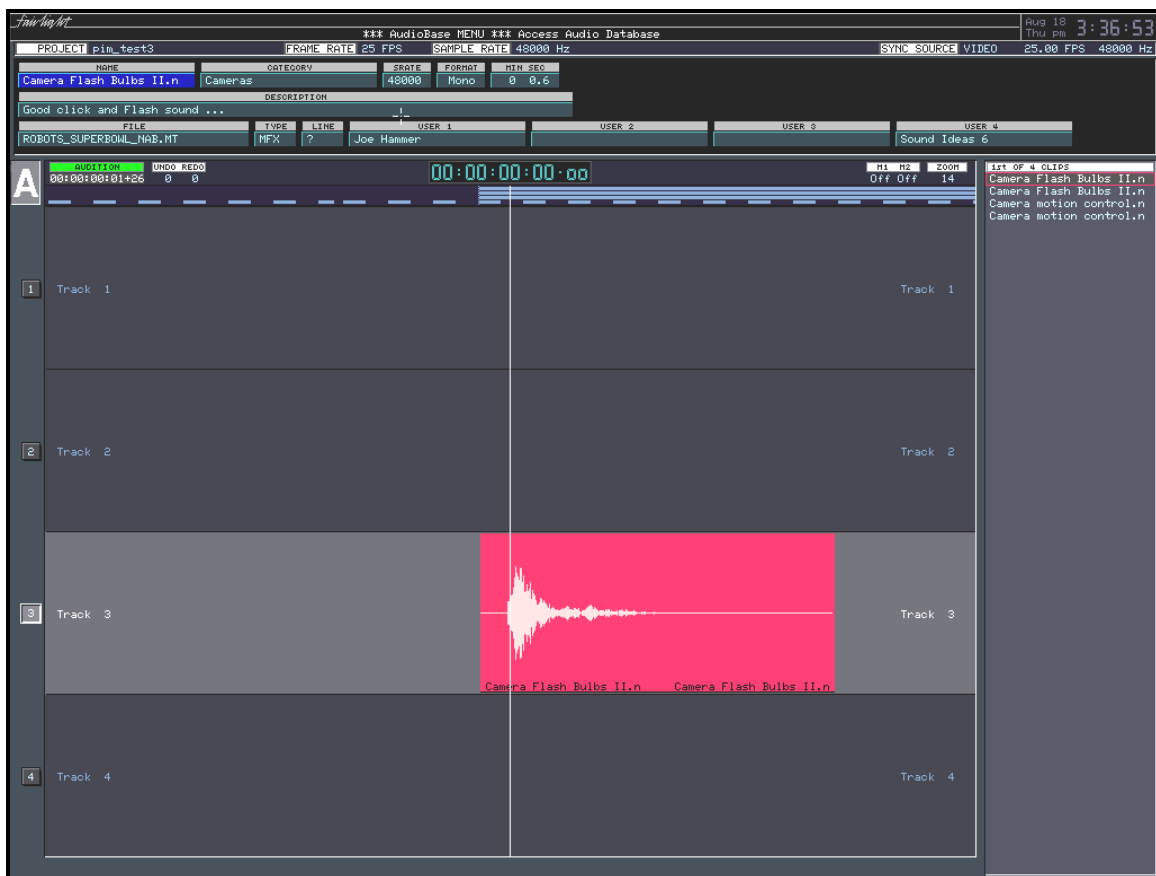 fairlight
Aug 18
*** AudioBase MENU *** Access Audio Database
Thu pm 3:36:53
PROJECT pim_test3 FRAME RATE 25 FPS SAMPLE RATE 48000 Hz SYNC SOURCE VIDEO 25.00 FPS 48000 Hz
NAME CATEGORY SRATE FORMAT MIN SEC
Camera Flash Bulbs II.n Cameras 48000 Mono 0 0.6
DESCRIPTION
Good click and Flash sound ...
FILE TYPE LINE USER 1 USER 2 USER 3 USER 4
ROBOTS_SUPERBOWL_NAB.MT MFX ? Joe Hammer Sound Ideas 6
A
AUDITION UNDO REDO
00:00:00:01+26 0 0
00:00:00:00.00
M1 M2 ZOOM
Off Off 14
1st OF 4 CLIPS
Camera Flash Bulbs II.n
Camera Flash Bulbs II.n
Camera motion control.n
Camera motion control.n
1 Track 1 Track 1
2 Track 2 Track 2
3 Track 3 Track 3
Camera Flash Bulbs II.n Camera Flash Bulbs II.n
4 Track 4 Track 4